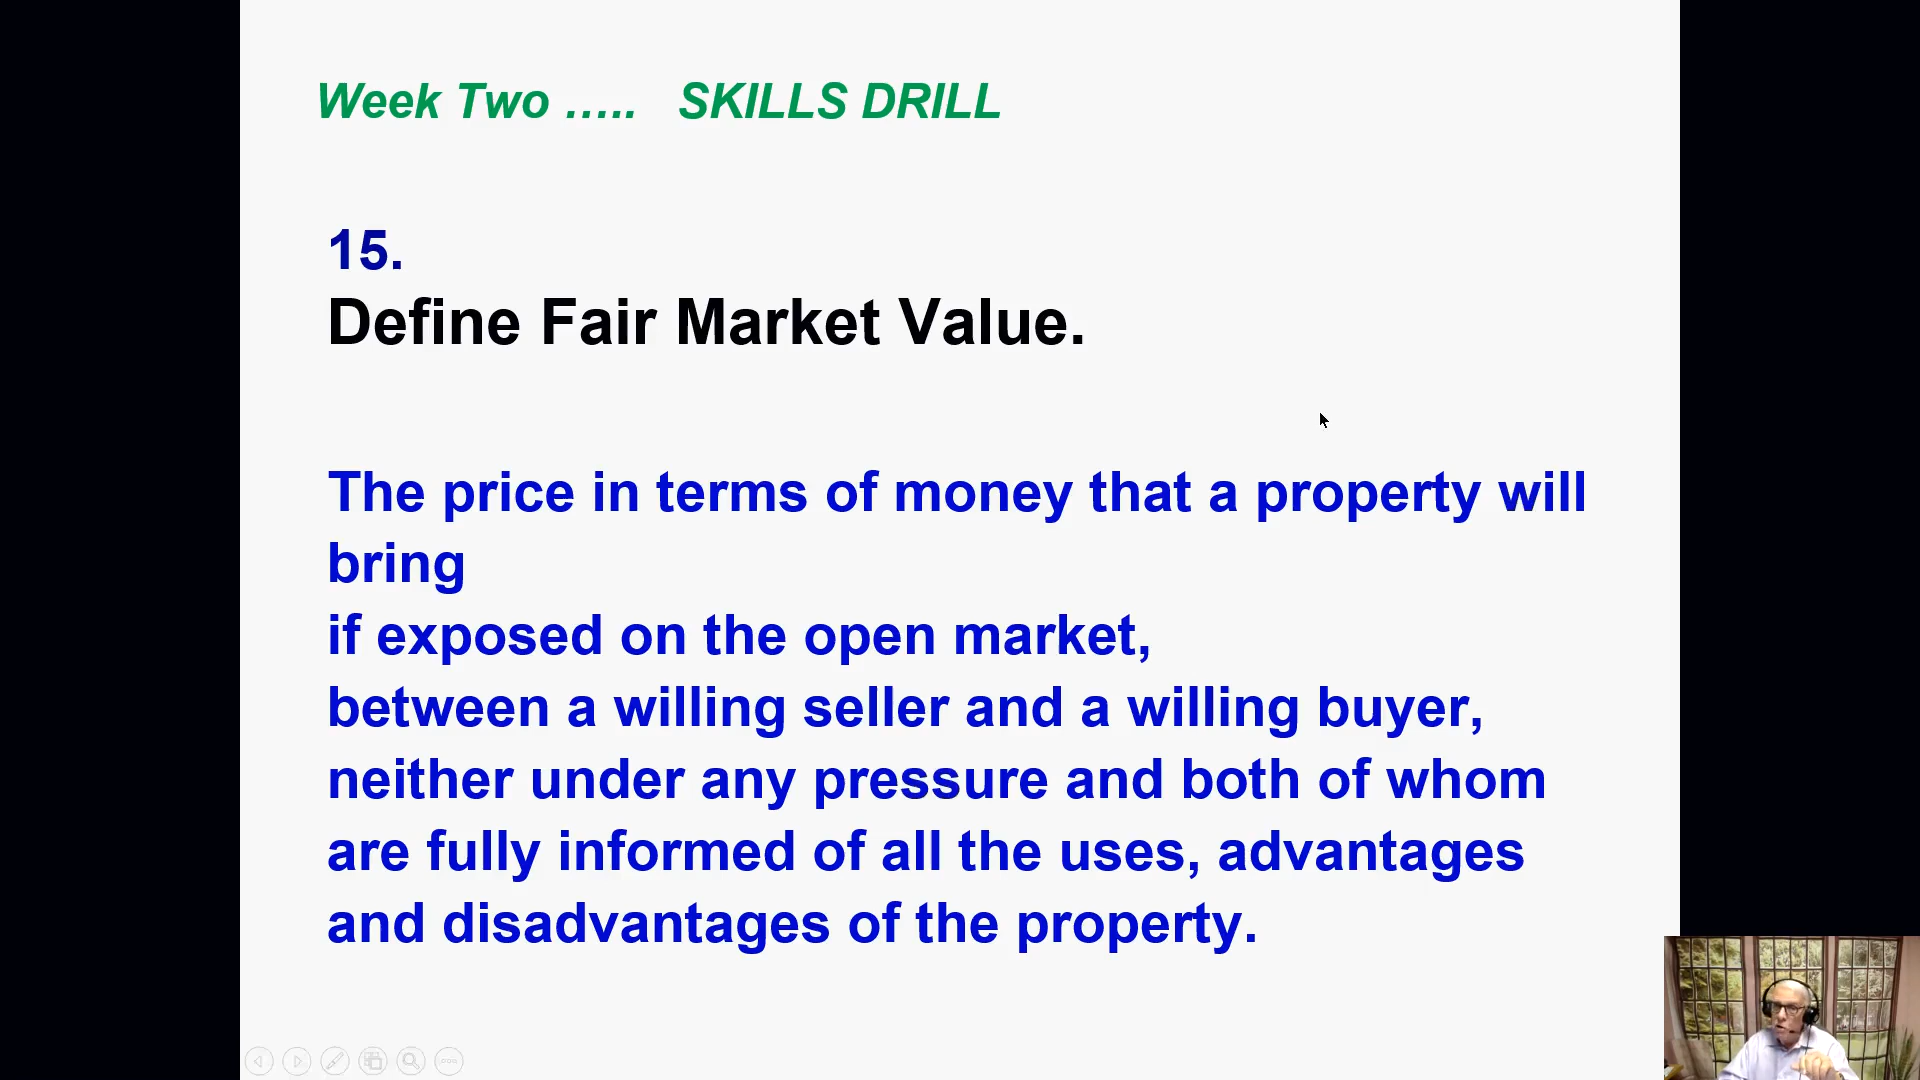 Week Two ..... SKILLS DRILL
15.
Define Fair Market Value.
The price in terms of money that a property will
bring
if exposed on the open market,
between a willing seller and a willing buyer,
neither under any pressure and both of whom
are fully informed of all the uses, advantages
and disadvantages of the property.